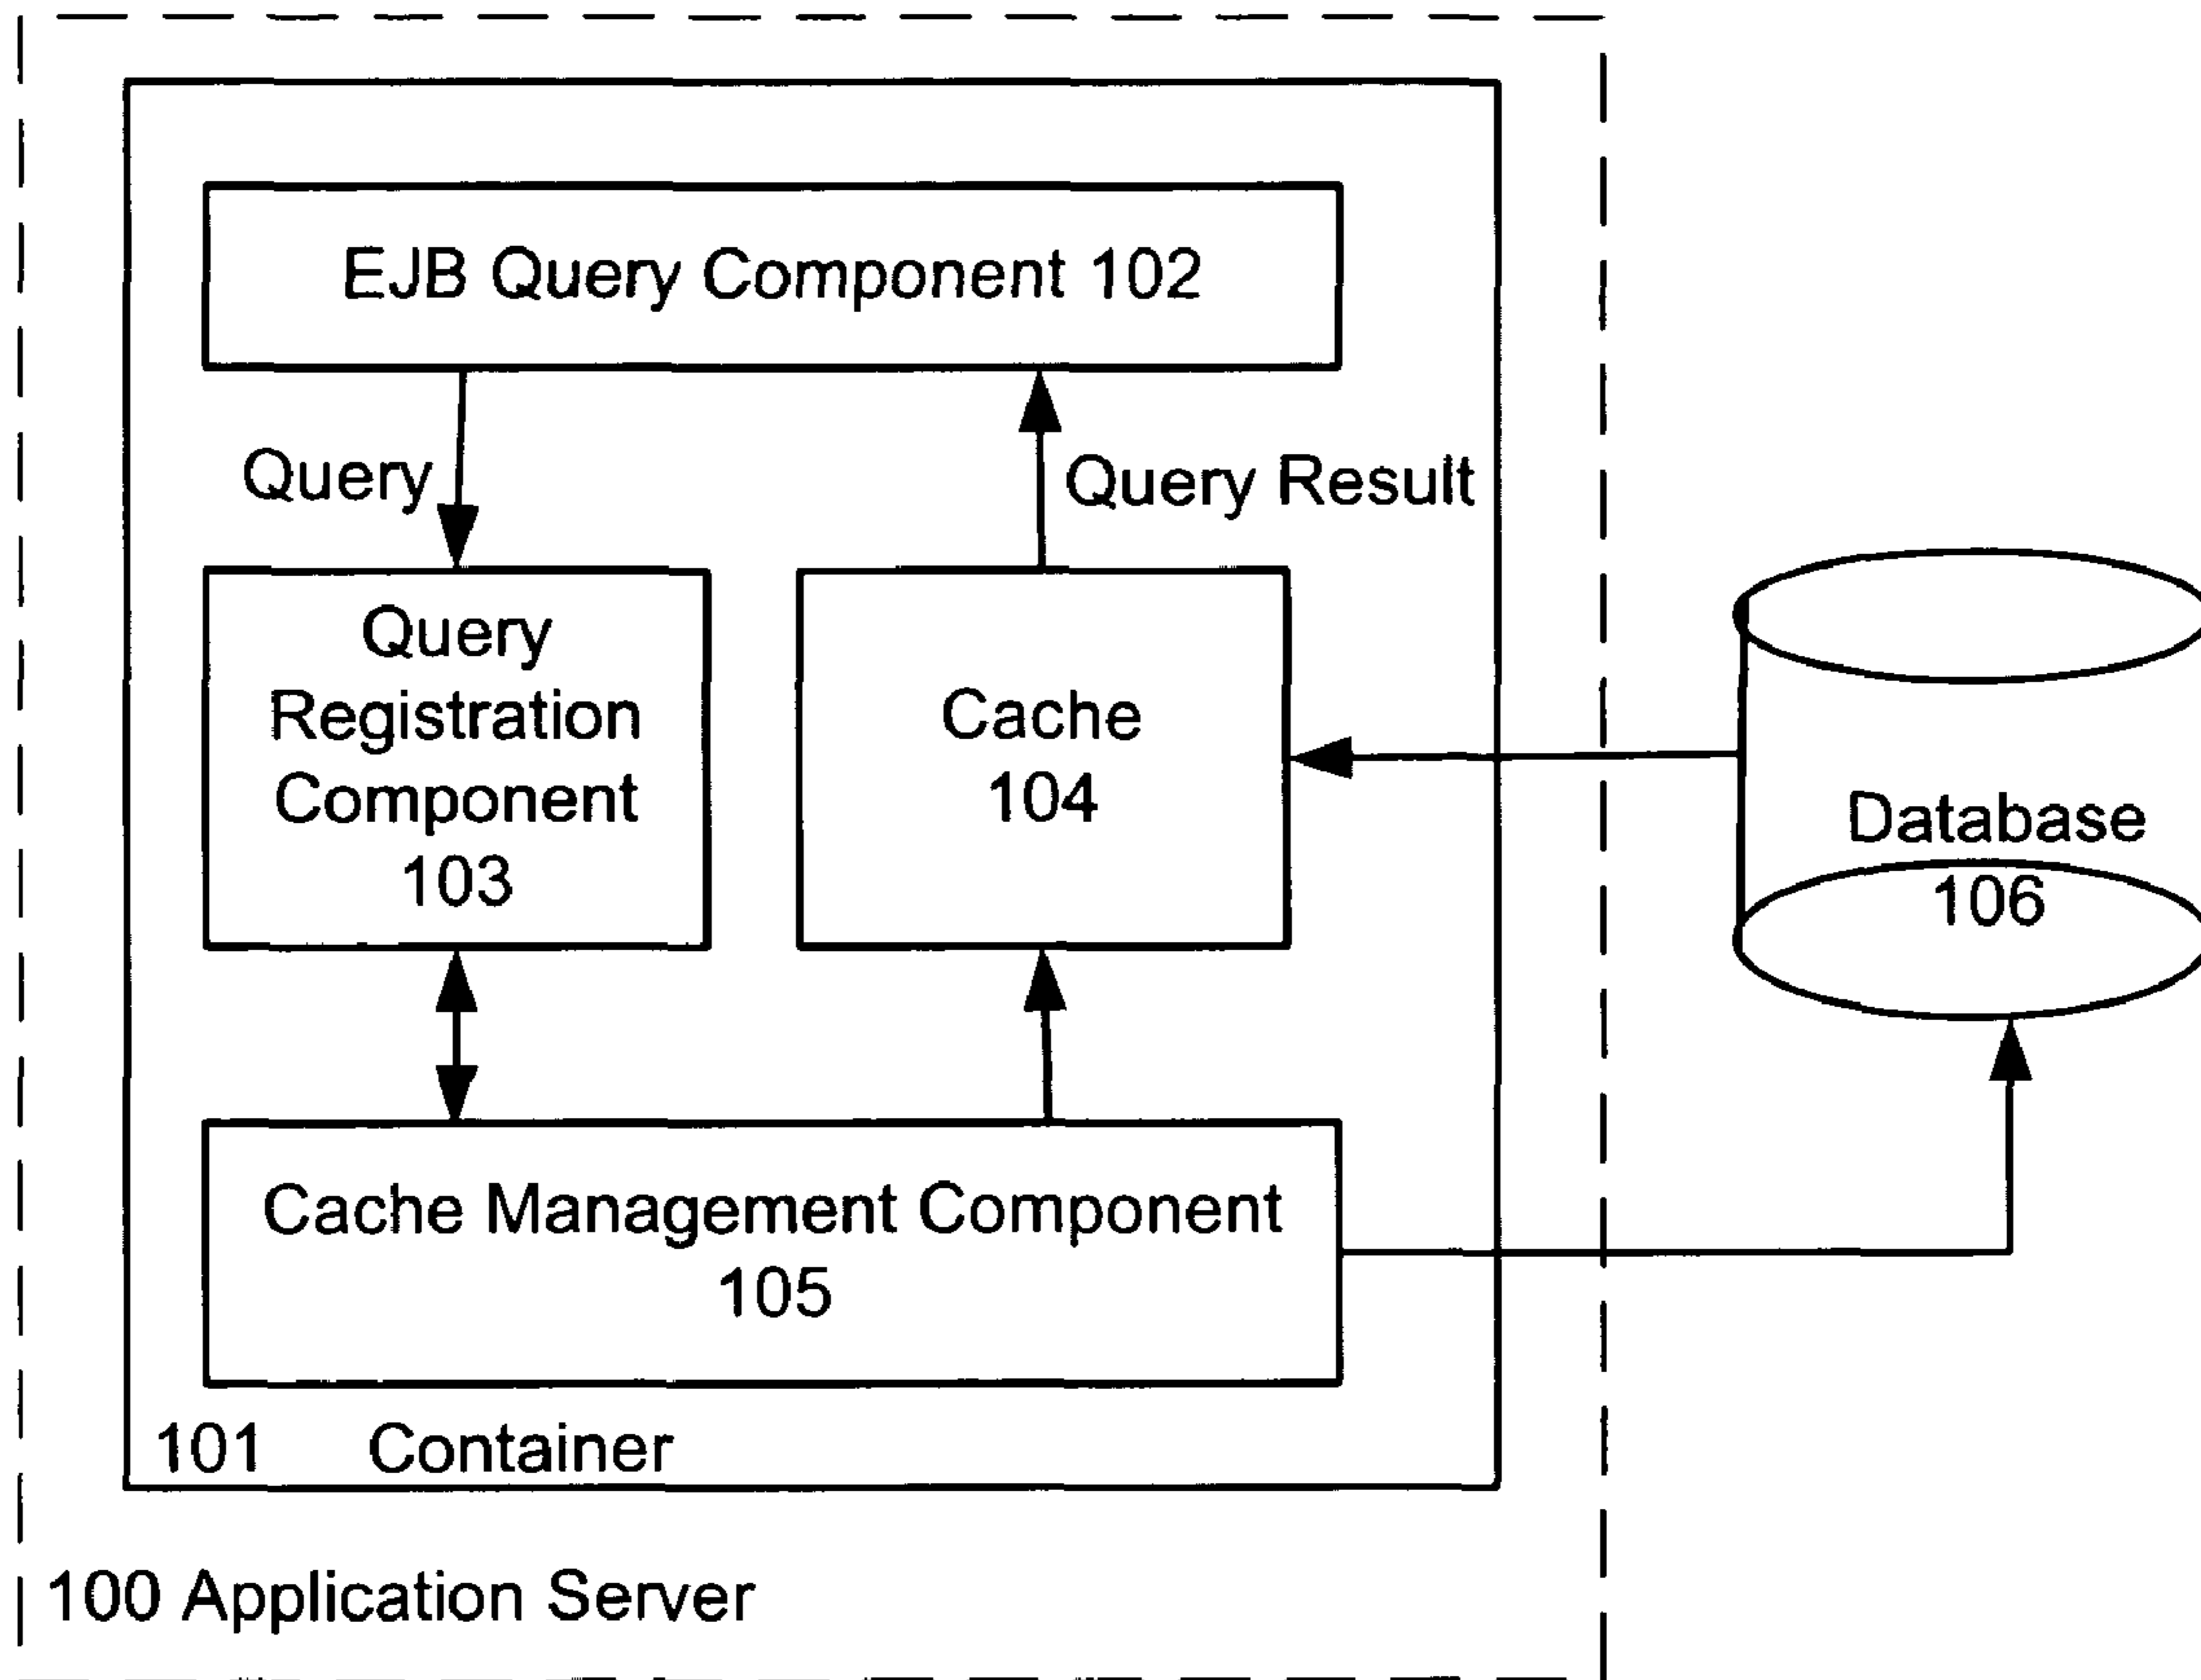 EJB Query Component 102
Query
Query Result
Query
Registration
Component
103
Cache
104
Database
106
Cache Management Component
105
101 Container
100 Application Server